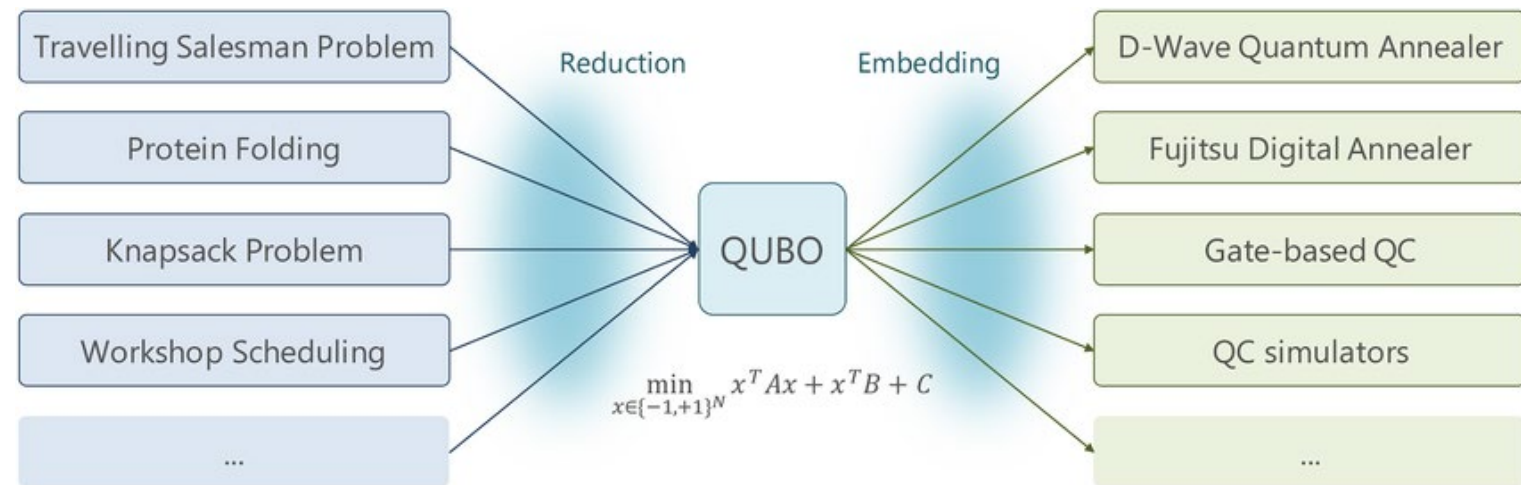 Travelling Salesman Problem
Protein Folding
Knapsack Problem
Workshop Scheduling
...
Reduction
QUBO
min x^T Ax + x^T B + C
x∈{−1,+1}^N
Embedding
D-Wave Quantum Annealer
Fujitsu Digital Annealer
Gate-based QC
QC simulators
...